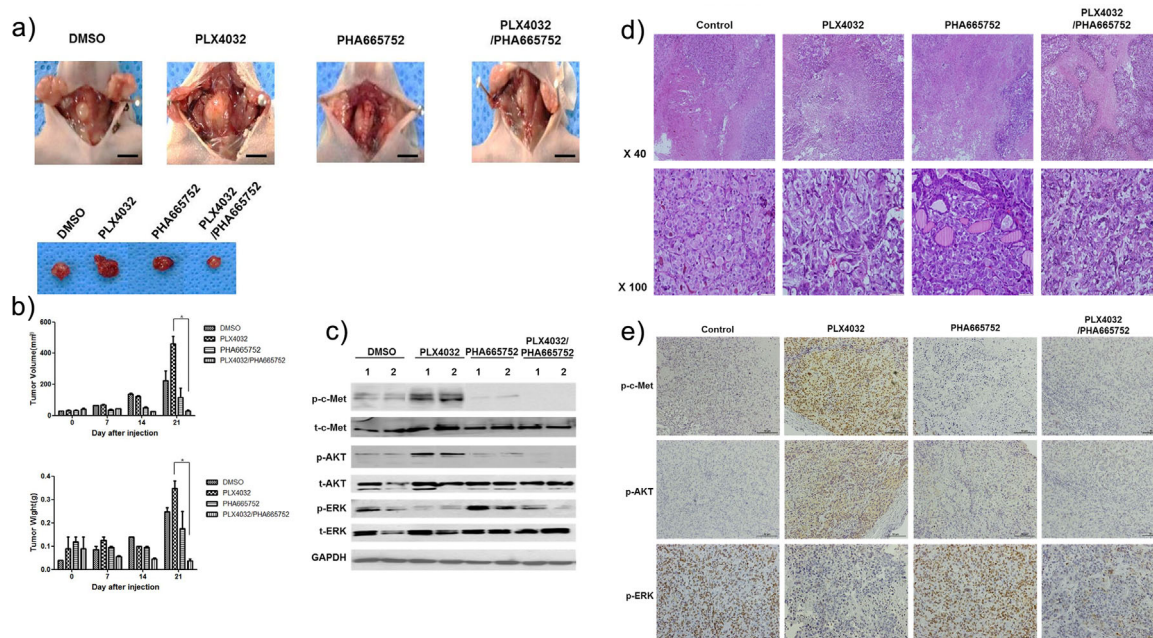 a)
DMSO
PLX4032
PHA665752
PLX4032
/PHA665752
DMSO
PLX4032
PHA665752
PLX4032
/PHA665752
b)
Tumor Volume(mm³)
600
400
200
0
0
7
14
21
Day after injection
*
DMSO
PLX4032
PHA665752
PLX4032/PHA665752
Tumor Wight(g)
0.4
0.3
0.2
0.1
0.0
0
7
14
21
Day after injection
*
DMSO
PLX4032
PHA665752
PLX4032/PHA665752
c)
DMSO
PLX4032
PHA665752
PLX4032/
PHA665752
1 2 1 2 1 2 1 2
p-c-Met
t-c-Met
p-AKT
t-AKT
p-ERK
t-ERK
GAPDH
d)
Control
PLX4032
PHA665752
PLX4032
/PHA665752
X 40
X 100
e)
Control
PLX4032
PHA665752
PLX4032
/PHA665752
p-c-Met
p-AKT
p-ERK